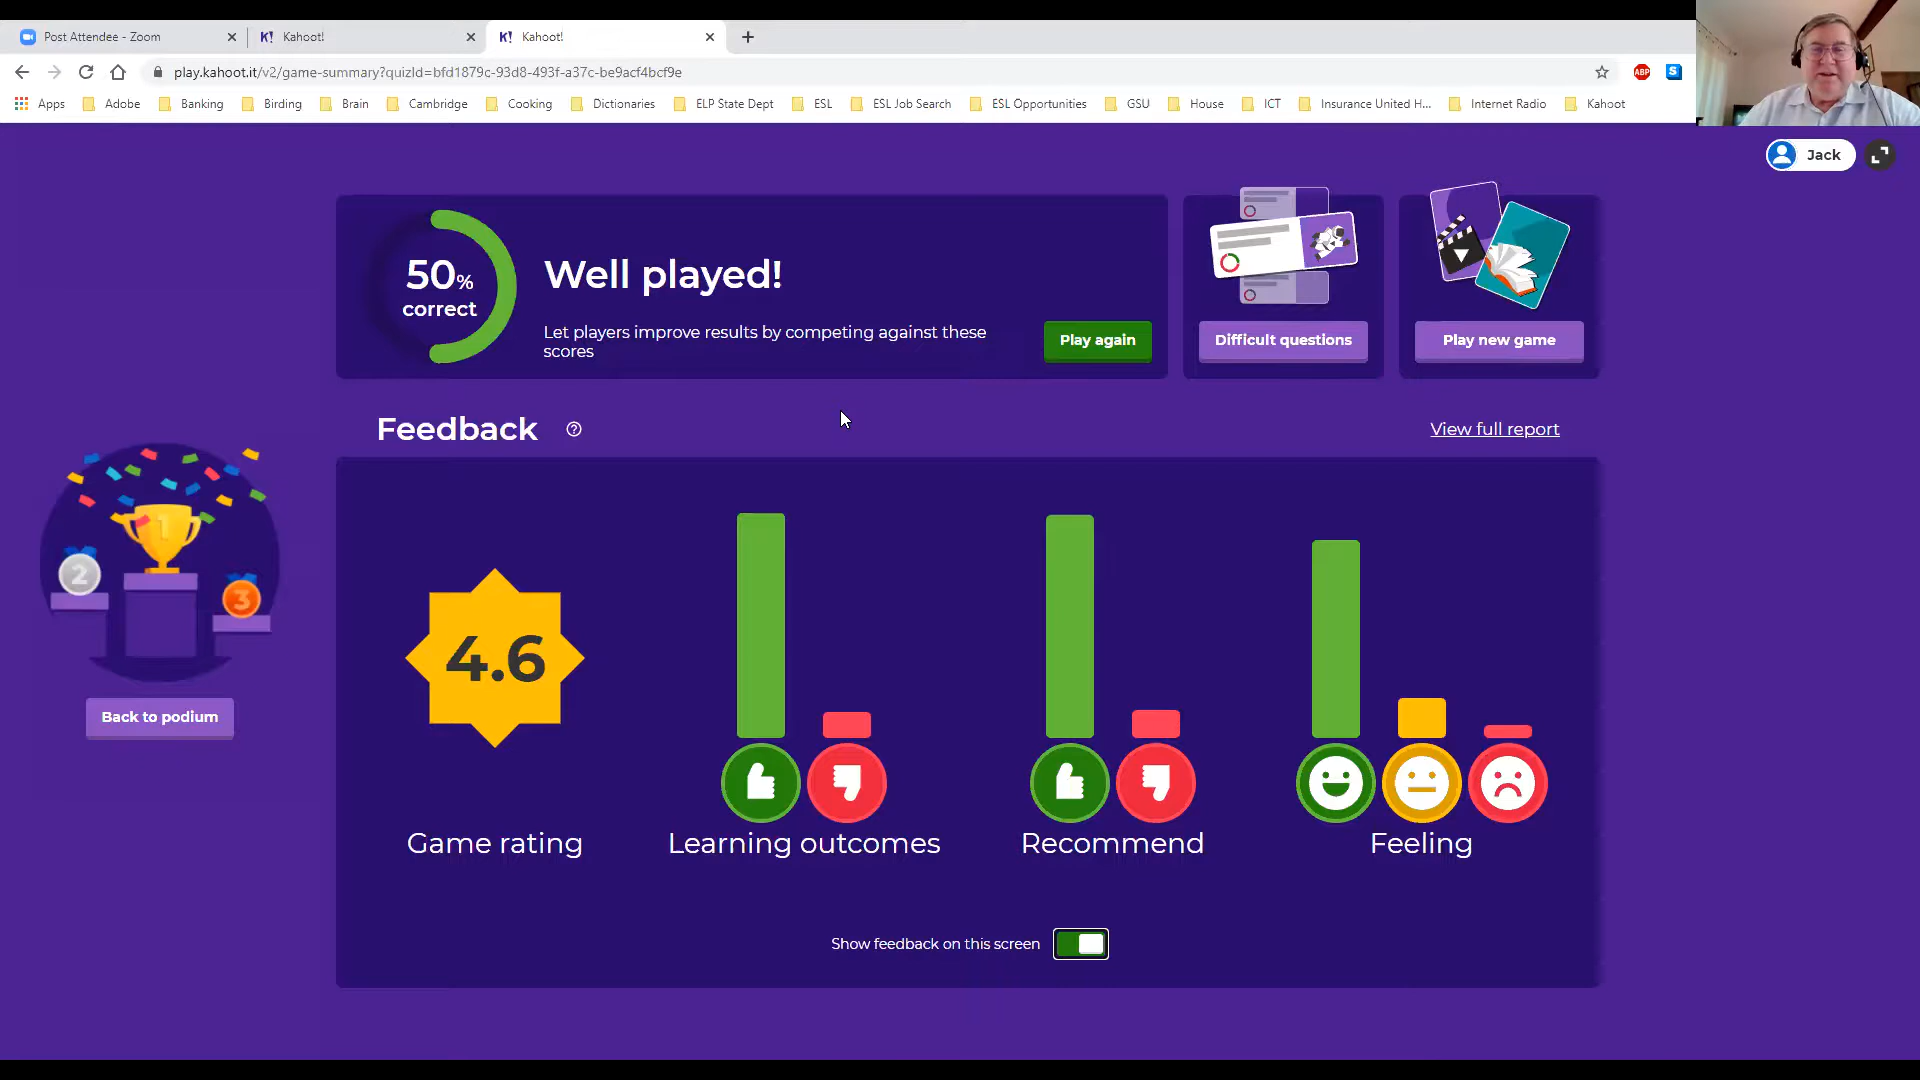 Post Attendee - Zoom
K! Kahoot!
K! Kahoot!
play.kahoot.it/v2/game-summary?quizId=bfd1879c-93d8-493f-a37c-be9acf4bcf9e
ABP
S
Apps Adobe Banking Birding Brain Cambridge Cooking Dictionaries ELP State Dept ESL ESL Job Search ESL Opportunities GSU House ICT Insurance United H... Internet Radio Kahoot
Jack
50%
correct
Well played!
Let players improve results by competing against these
scores
Play again
Difficult questions
Play new game
Feedback ?
View full report
1
2
3
Back to podium
4.6
Game rating
Learning outcomes
Recommend
Feeling
Show feedback on this screen